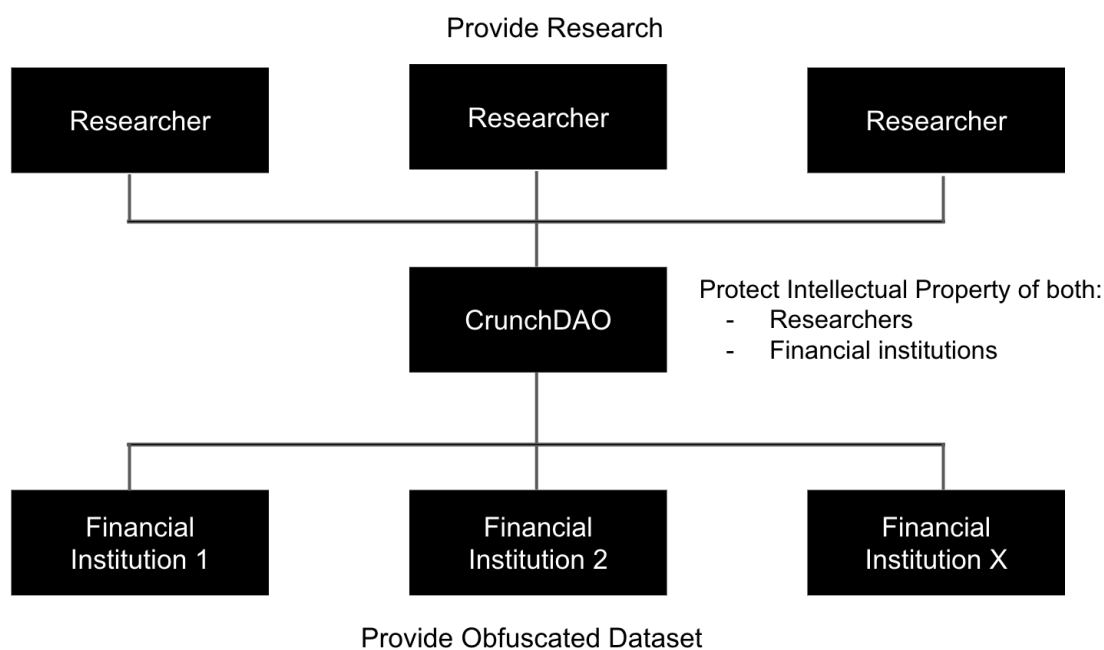 Provide Research
Researcher
Researcher
Researcher
CrunchDAO
Protect Intellectual Property of both:
- Researchers
- Financial institutions
Financial
Institution 1
Financial
Institution 2
Financial
Institution X
Provide Obfuscated Dataset